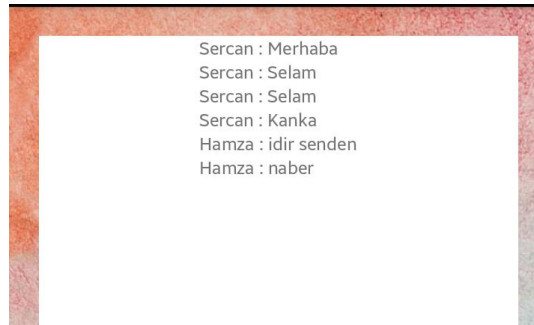 Sercan : Merhaba
Sercan : Selam
Sercan : Selam
Sercan : Kanka
Hamza : idir senden
Hamza : naber